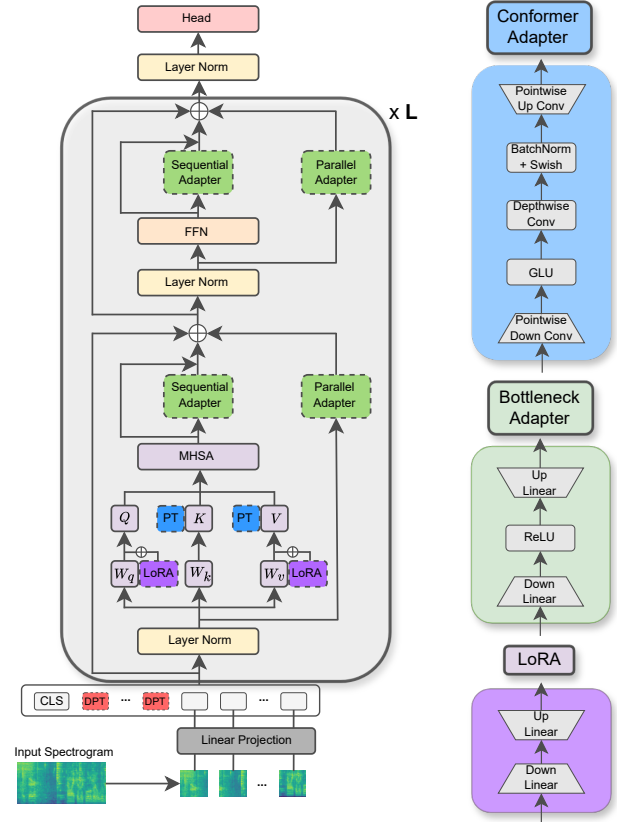 Head
Layer Norm
x L
Sequential
Adapter
Parallel
Adapter
FFN
Layer Norm
Sequential
Adapter
Parallel
Adapter
MHSA
Q
PT
K
PT
V
W_q
LoRA
W_k
W_v
LoRA
Layer Norm
CLS
DPT
...
DPT
...
Linear Projection
Input Spectrogram
...
Conformer
Adapter
Pointwise
Up Conv
BatchNorm
+ Swish
Depthwise
Conv
GLU
Pointwise
Down Conv
Bottleneck
Adapter
Up
Linear
ReLU
Down
Linear
LoRA
Up
Linear
Down
Linear